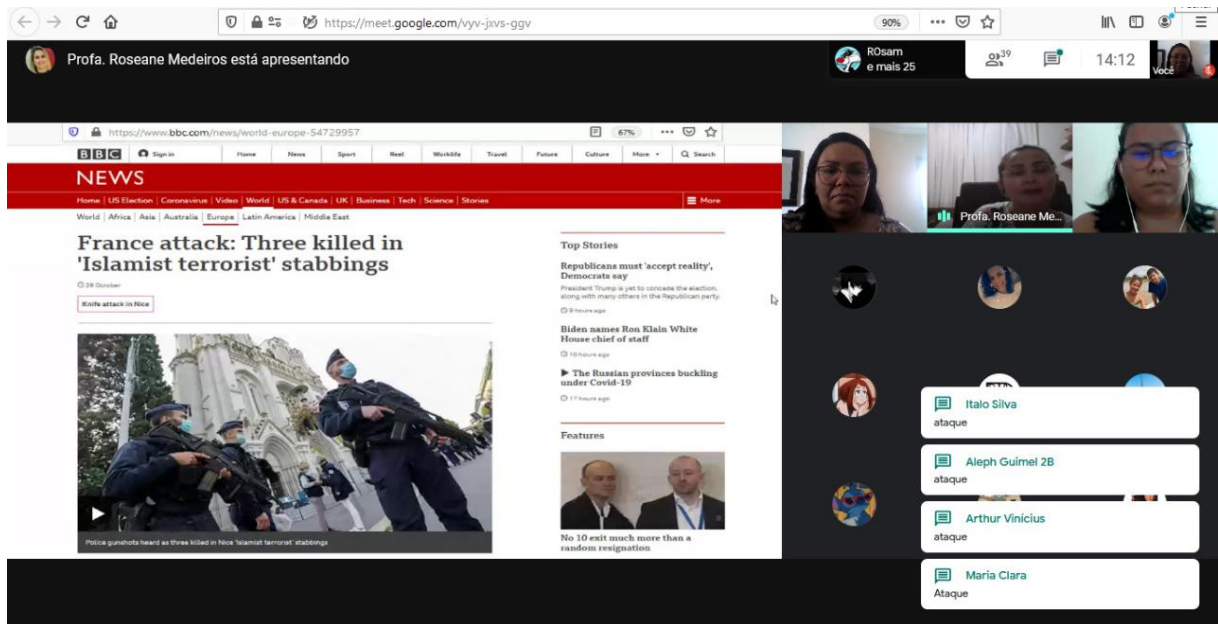 https://meet.google.com/vyv-jxvs-ggv
90%
Profa. Roseane Medeiros está apresentando
ROsam
e mais 25
39
14:12
Você
https://www.bbc.com/news/world-europe-54729957
67%
BBC Sign in Home News Sport Reel Worklife Travel Future Culture More Search
NEWS
Home US Election Coronavirus Video World US & Canada UK Business Tech Science Stories More
World Africa Asia Australia Europe Latin America Middle East
France attack: Three killed in
'Islamist terrorist' stabbings
29 October
Knife attack in Nice
Police gunshots heard as three killed in Nice 'Islamist terrorist' stabbings
Top Stories
Republicans must 'accept reality',
Democrats say
President Trump is yet to concede the election,
along with many others in the Republican party.
9 hours ago
Biden names Ron Klain White
House chief of staff
10 hours ago
The Russian provinces buckling
under Covid-19
17 hours ago
Features
No 10 exit much more than a
random resignation
Profa. Roseane Me...
Italo Silva
ataque
Aleph Guimel 2B
ataque
Arthur Vinícius
ataque
Maria Clara
Ataque